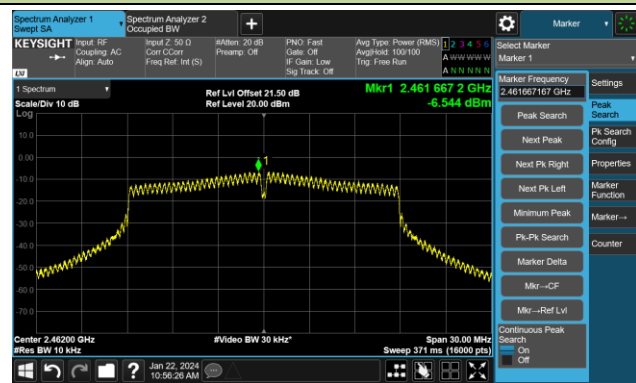 Spectrum Analyzer 1
Swept SA
Spectrum Analyzer 2
Occupied BW
Marker
KEYSIGHT
Input: RF
Coupling: AC
Align: Auto
Input Z: 50 Ω
Corr CCorr
Freq Ref: Int (S)
#Atten: 20 dB
Preamp: Off
PNO: Fast
Gate: Off
IF Gain: Low
Sig Track: Off
Avg Type: Power (RMS)
Avg|Hold: 100/100
Trig: Free Run
1 2 3 4 5 6
A W W W W W
A N N N N N
LXI
1 Spectrum
Scale/Div 10 dB
Log
Ref Lvl Offset 21.50 dB
Ref Level 20.00 dBm
Mkr1 2.461 667 2 GHz
-6.544 dBm
10.0
0.00
-10.0
-20.0
-30.0
-40.0
-50.0
-60.0
-70.0
1
Center 2.46200 GHz
#Res BW 10 kHz
#Video BW 30 kHz*
Span 30.00 MHz
Sweep 371 ms (16000 pts)
Jan 22, 2024
10:56:26 AM
Select Marker
Marker 1
Marker Frequency
2.461667167 GHz
Peak Search
Next Peak
Next Pk Right
Next Pk Left
Minimum Peak
Pk-Pk Search
Marker Delta
Mkr→CF
Mkr→Ref Lvl
Continuous Peak
Search
On
Off
Settings
Peak
Search
Pk Search
Config
Properties
Marker
Function
Marker→
Counter